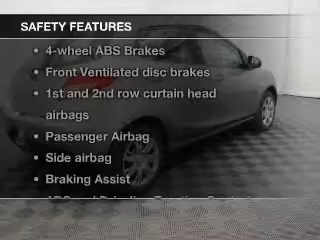 SAFETY FEATURES
• 4-wheel ABS Brakes
• Front Ventilated disc brakes
• 1st and 2nd row curtain head
airbags
• Passenger Airbag
• Side airbag
• Braking Assist